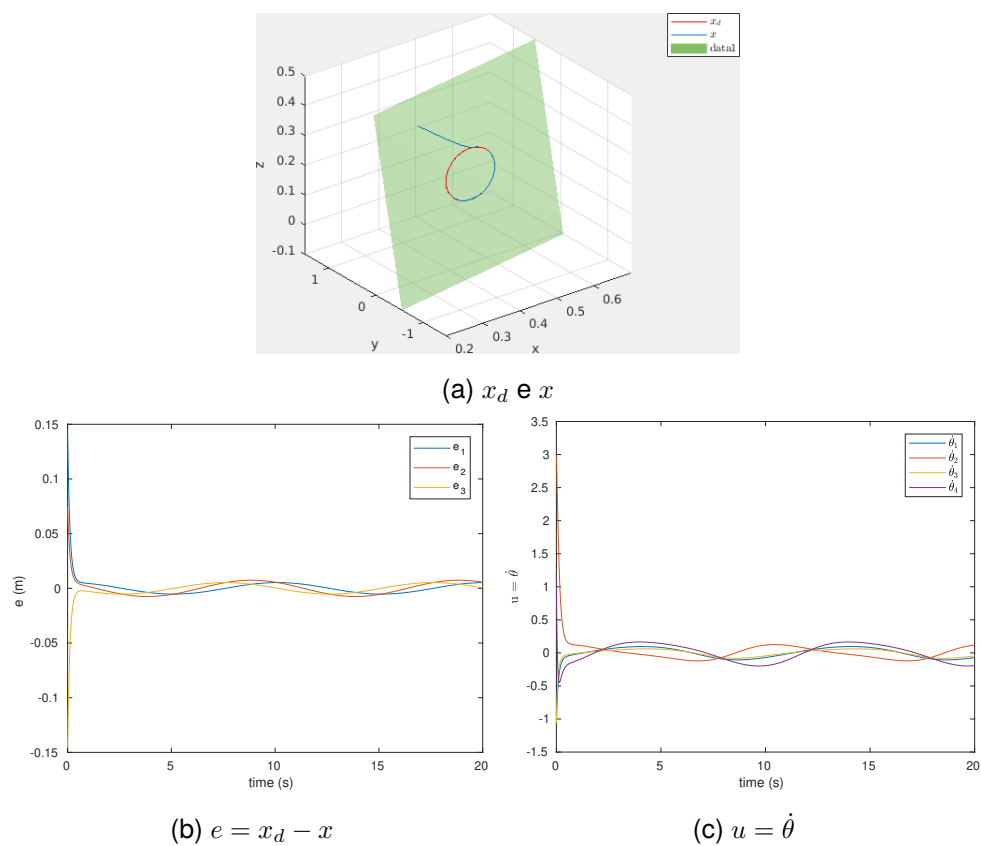 x_d
x
data1
0.5
0.4
0.3
0.2
0.1
0
-0.1
z
1
0
-1
y
0.2
0.3
0.4
0.5
0.6
x
(a) x_d e x
0.15
0.1
0.05
0
-0.05
-0.1
-0.15
e (m)
0 5 10 15 20
time (s)
e_1
e_2
e_3
(b) e = x_d − x
3.5
3
2.5
2
1.5
1
0.5
0
-0.5
-1
-1.5
u = θ̇
0 5 10 15 20
time (s)
θ̇_1
θ̇_2
θ̇_3
θ̇_4
(c) u = θ̇